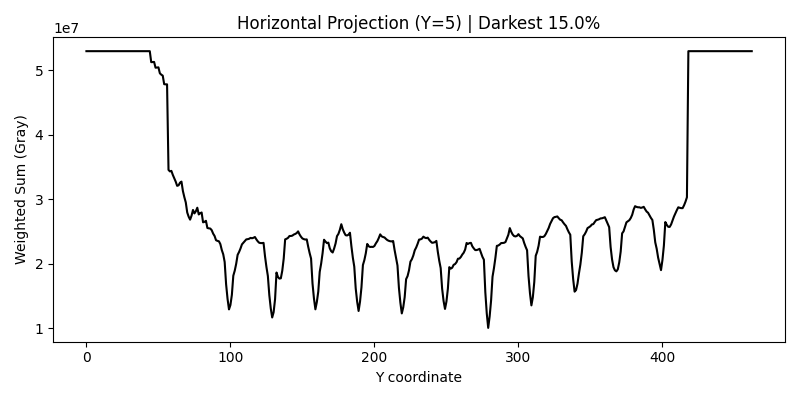 Horizontal Projection (Y=5) | Darkest 15.0%
1e7
5
4
3
2
1
Weighted Sum (Gray)
0 100 200 300 400
Y coordinate